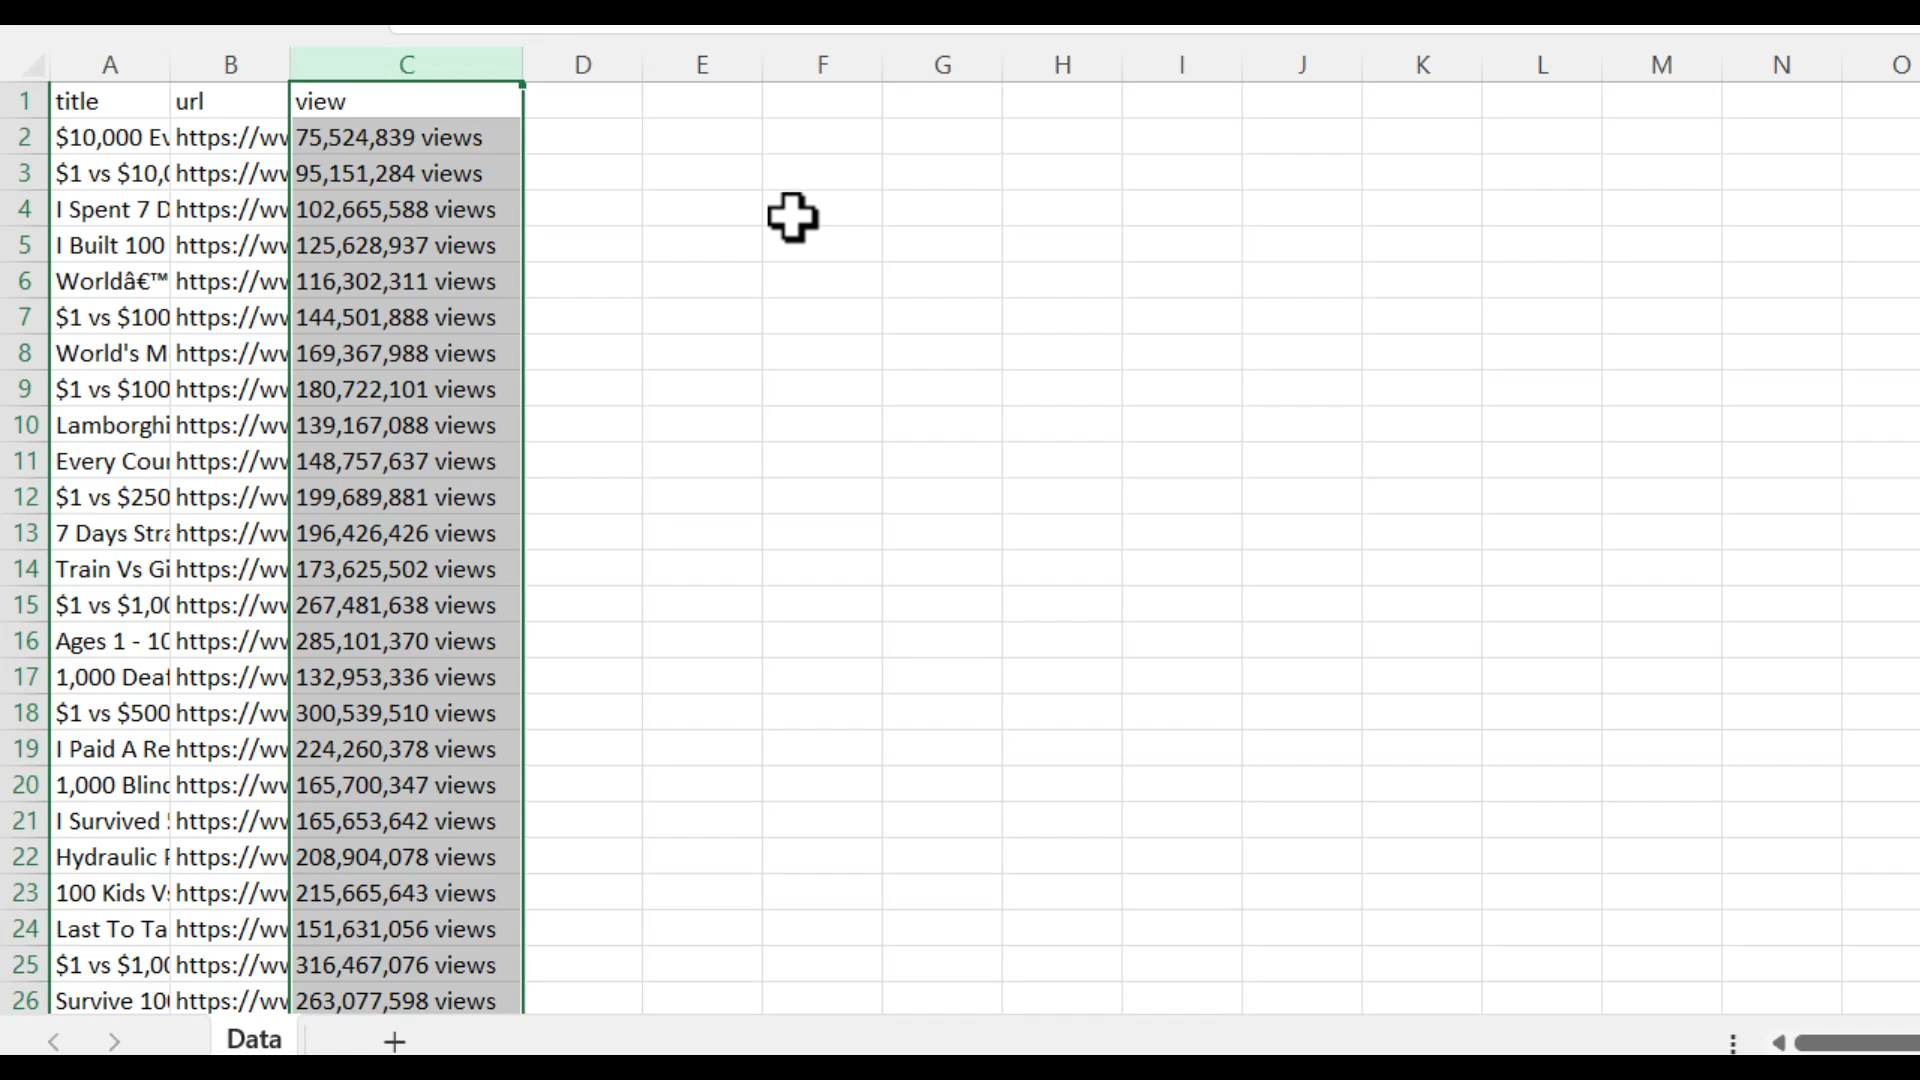 A B C D E F G H I J K L M N O
1 title url view
2 $10,000 Ev https://wv 75,524,839 views
3 $1 vs $10,0 https://wv 95,151,284 views
4 I Spent 7 D https://wv 102,665,588 views
5 I Built 100 https://wv 125,628,937 views
6 Worldâ€™ https://wv 116,302,311 views
7 $1 vs $100 https://wv 144,501,888 views
8 World's M https://wv 169,367,988 views
9 $1 vs $100 https://wv 180,722,101 views
10 Lamborghi https://wv 139,167,088 views
11 Every Cour https://wv 148,757,637 views
12 $1 vs $250 https://wv 199,689,881 views
13 7 Days Stra https://wv 196,426,426 views
14 Train Vs Gi https://wv 173,625,502 views
15 $1 vs $1,00 https://wv 267,481,638 views
16 Ages 1 - 10 https://wv 285,101,370 views
17 1,000 Deaf https://wv 132,953,336 views
18 $1 vs $500 https://wv 300,539,510 views
19 I Paid A Re https://wv 224,260,378 views
20 1,000 Blind https://wv 165,700,347 views
21 I Survived https://wv 165,653,642 views
22 Hydraulic P https://wv 208,904,078 views
23 100 Kids Vs https://wv 215,665,643 views
24 Last To Ta https://wv 151,631,056 views
25 $1 vs $1,00 https://wv 316,467,076 views
26 Survive 100 https://wv 263,077,598 views
Data